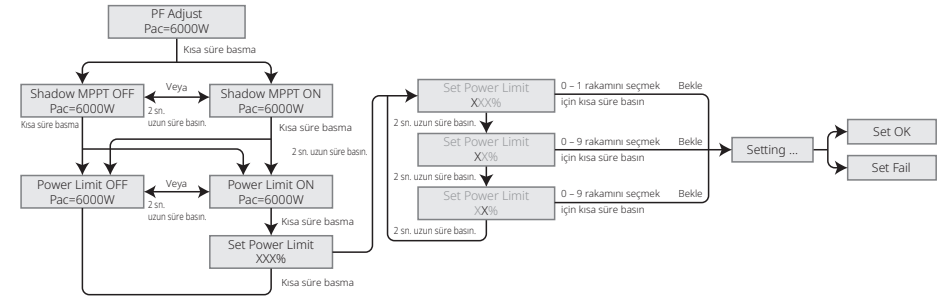 PF Adjust
Pac=6000W
Kısa süre basma
Shadow MPPT OFF
Pac=6000W
Veya
2 sn.
uzun süre basın.
Shadow MPPT ON
Pac=6000W
Kısa süre basma
Kısa süre basma
2 sn. uzun süre basın.
Power Limit OFF
Pac=6000W
Veya
2 sn.
uzun süre basın.
Power Limit ON
Pac=6000W
Kısa süre basma
Set Power Limit
XXX%
Kısa süre basma
Set Power Limit
XXX%
0 – 1 rakamını seçmek Bekle
için kısa süre basın
2 sn. uzun süre basın.
Set Power Limit
XX%
0 – 9 rakamını seçmek Bekle
için kısa süre basın
2 sn. uzun süre basın.
Set Power Limit
XX%
0 – 9 rakamını seçmek Bekle
için kısa süre basın
2 sn. uzun süre basın.
Setting ...
Set OK
Set Fail